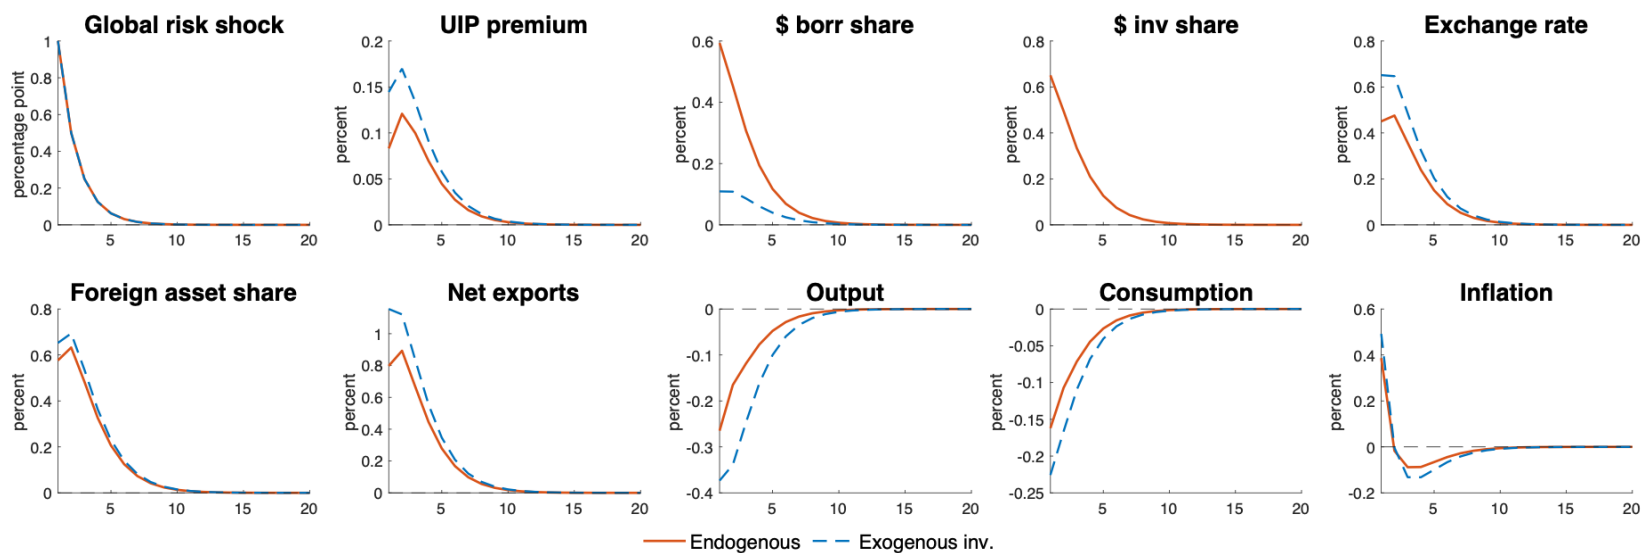 Global risk shock
percentage point
1
0.8
0.6
0.4
0.2
0
5 10 15 20
UIP premium
percent
0.2
0.15
0.1
0.05
0
5 10 15 20
$ borr share
percent
0.6
0.4
0.2
0
5 10 15 20
$ inv share
percent
0.8
0.6
0.4
0.2
0
5 10 15 20
Exchange rate
percent
0.8
0.6
0.4
0.2
0
5 10 15 20
Foreign asset share
percent
0.8
0.6
0.4
0.2
0
5 10 15 20
Net exports
percent
1
0.8
0.6
0.4
0.2
0
5 10 15 20
Output
percent
0
-0.1
-0.2
-0.3
-0.4
5 10 15 20
Consumption
percent
0
-0.05
-0.1
-0.15
-0.2
-0.25
5 10 15 20
Inflation
percent
0.6
0.4
0.2
0
-0.2
5 10 15 20
Endogenous Exogenous inv.